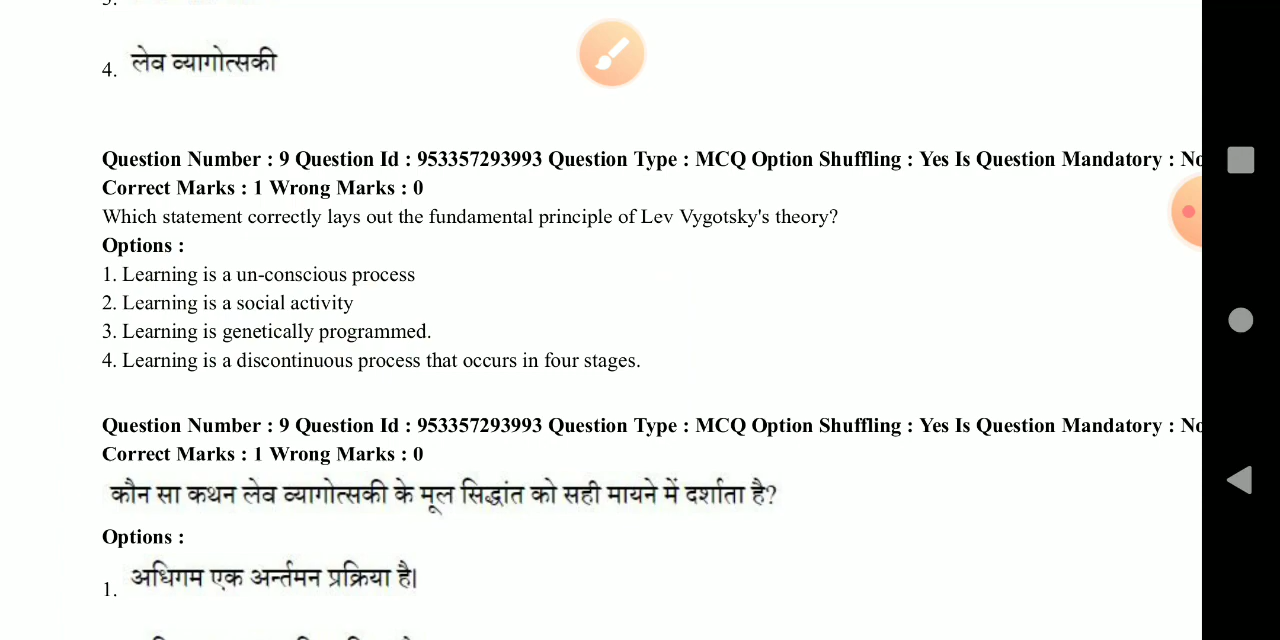 4. लेव व्यागोत्सकी
Question Number : 9 Question Id : 953357293993 Question Type : MCQ Option Shuffling : Yes Is Question Mandatory : No
Correct Marks : 1 Wrong Marks : 0
Which statement correctly lays out the fundamental principle of Lev Vygotsky's theory?
Options :
1. Learning is a un-conscious process
2. Learning is a social activity
3. Learning is genetically programmed.
4. Learning is a discontinuous process that occurs in four stages.
Question Number : 9 Question Id : 953357293993 Question Type : MCQ Option Shuffling : Yes Is Question Mandatory : No
Correct Marks : 1 Wrong Marks : 0
कौन सा कथन लेव व्यागोत्सकी के मूल सिद्धांत को सही मायने में दर्शाता है?
Options :
1. अधिगम एक अर्न्तमन प्रक्रिया है।